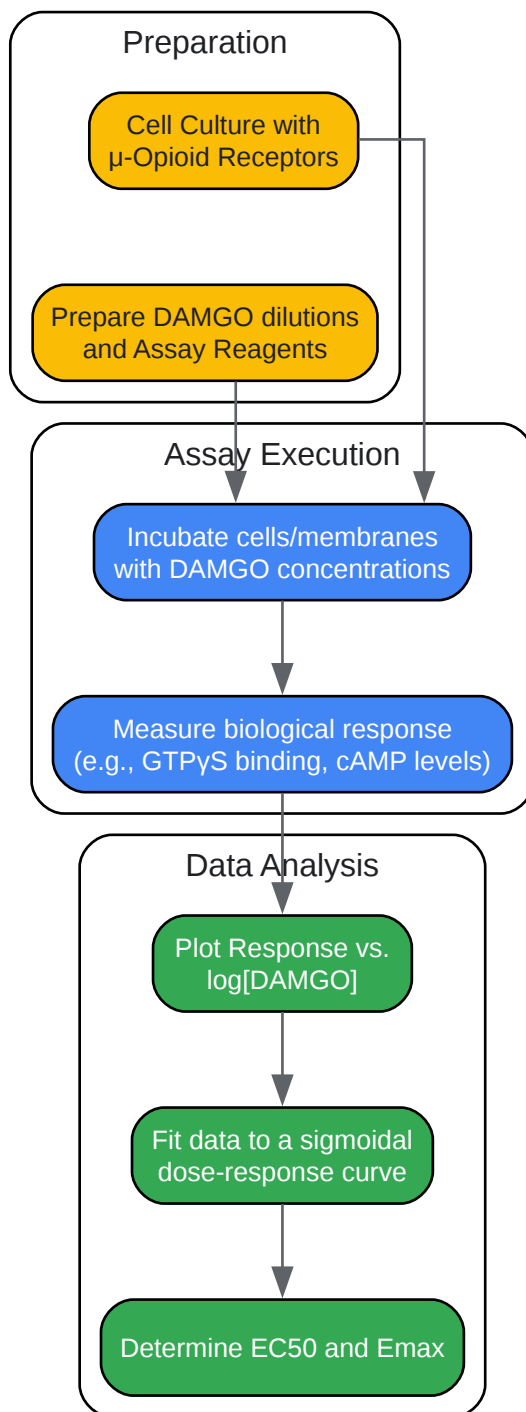 Preparation
Cell Culture with
μ-Opioid Receptors
Prepare DAMGO dilutions
and Assay Reagents
Assay Execution
Incubate cells/membranes
with DAMGO concentrations
Measure biological response
(e.g., GTPγS binding, cAMP levels)
Data Analysis
Plot Response vs.
log[DAMGO]
Fit data to a sigmoidal
dose-response curve
Determine EC50 and Emax